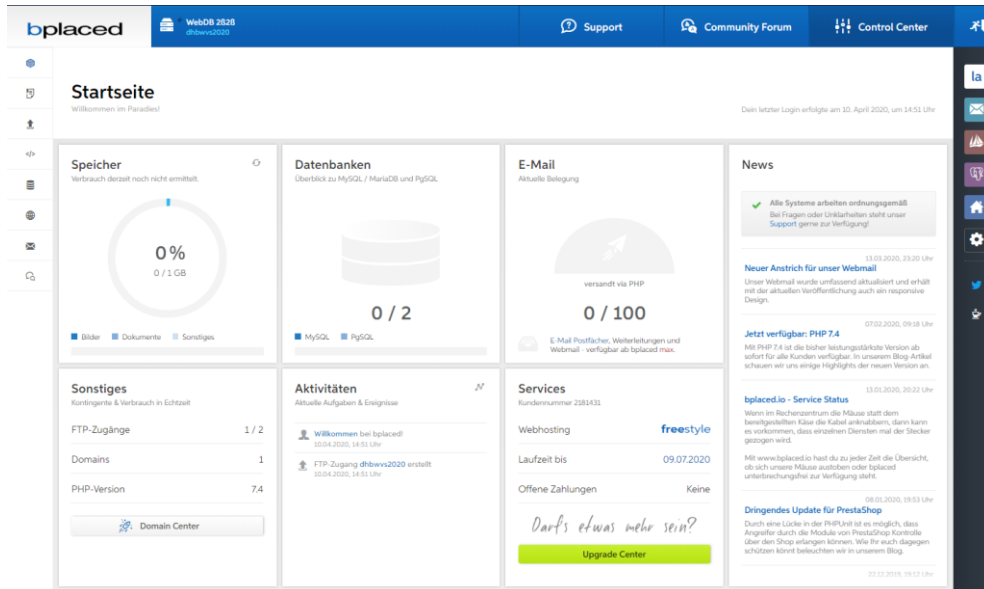 bplaced
WebDB 2828
dhbwvs2020
Support
Community Forum
Control Center
Startseite
Willkommen im Paradies!
Dein letzter Login erfolgte am 10. April 2020, um 14:51 Uhr
la
Speicher
Verbrauch derzeit noch nicht ermittelt.
0%
0 / 1 GB
Bilder Dokumente Sonstiges
Datenbanken
Überblick zu MySQL / MariaDB und PgSQL
0 / 2
MySQL PgSQL
E-Mail
Aktuelle Belegung
versandt via PHP
0 / 100
E-Mail Postfächer, Weiterleitungen und
Webmail - verfügbar ab bplaced max.
News
Alle Systeme arbeiten ordnungsgemäß
Bei Fragen oder Unklarheiten steht unser
Support gerne zur Verfügung!
13.03.2020, 23:20 Uhr
Neuer Anstrich für unser Webmail
Unser Webmail wurde umfassend aktualisiert und erhält
mit der aktuellen Veröffentlichung auch ein responsive
Design.
07.02.2020, 09:18 Uhr
Jetzt verfügbar: PHP 7.4
Mit PHP 7.4 ist die bisher leistungsstärkste Version ab
sofort für alle Kunden verfügbar. In unserem Blog-Artikel
schauen wir uns einige Highlights der neuen Version an.
13.01.2020, 20:22 Uhr
bplaced.io - Service Status
Wenn im Rechenzentrum die Mäuse statt dem
bereitgestellten Käse die Kabel anknabbern, dann kann
es vorkommen, dass einzelnen Diensten mal der Stecker
gezogen wird.
Mit www.bplaced.io hast du zu jeder Zeit die Übersicht,
ob sich unsere Mäuse austoben oder bplaced
unterbrechungsfrei zur Verfügung steht.
08.01.2020, 19:53 Uhr
Dringendes Update für PrestaShop
Durch eine Lücke in der PHPUnit ist es möglich, dass
Angreifer durch die Module von PrestaShop Kontrolle
über den Shop erlangen können. Wie Ihr euch dagegen
schützen könnt beleuchten wir in unserem Blog.
22.12.2019, 19:12 Uhr
Sonstiges
Kontingente & Verbrauch in Echtzeit
FTP-Zugänge 1 / 2
Domains 1
PHP-Version 7.4
Domain Center
Aktivitäten
Aktuelle Aufgaben & Ereignisse
Willkommen bei bplaced!
10.04.2020, 14:51 Uhr
FTP-Zugang dhbwvs2020 erstellt
10.04.2020, 14:51 Uhr
Services
Kundennummer 2181431
Webhosting freestyle
Laufzeit bis 09.07.2020
Offene Zahlungen Keine
Darf's etwas mehr sein?
Upgrade Center